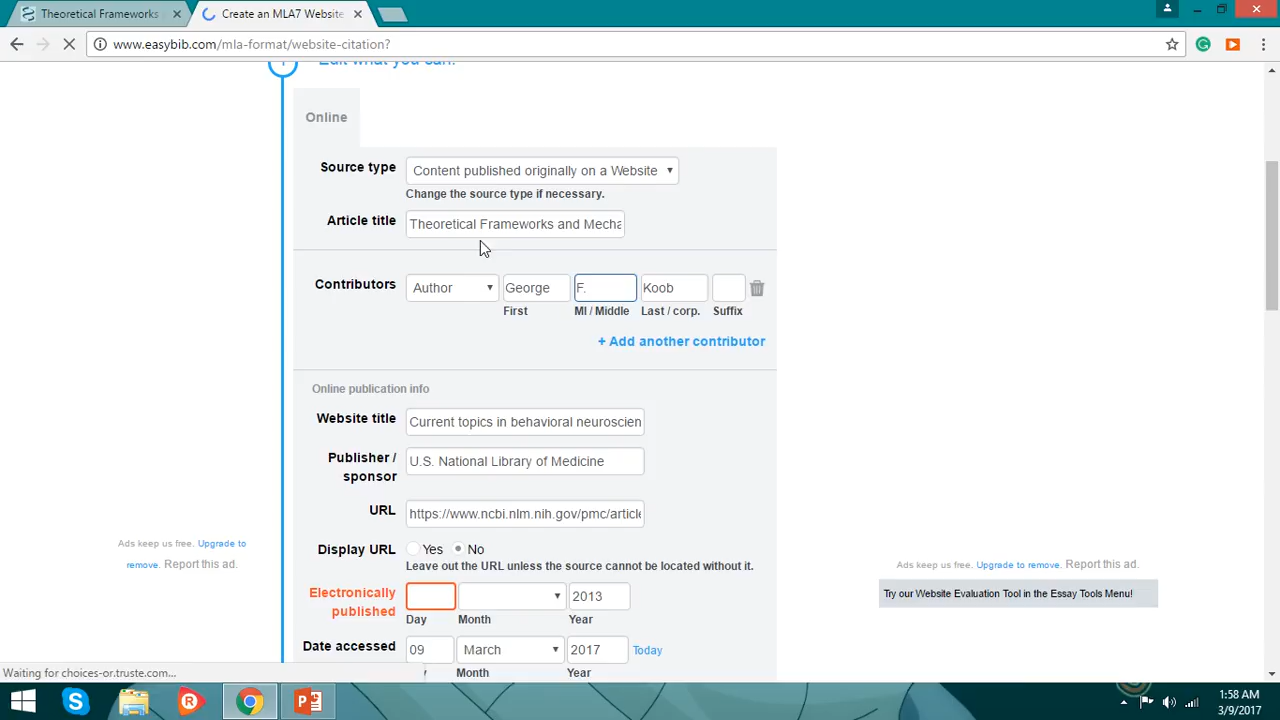 Theoretical Frameworks
Create an MLA7 Website
www.easybib.com/mla-format/website-citation?
Edit what you can.
Online
Source type
Content published originally on a Website
Change the source type if necessary.
Article title
Theoretical Frameworks and Mecha
Contributors
Author
George
F.
Koob
First
MI / Middle
Last / corp.
Suffix
+ Add another contributor
Online publication info
Website title
Current topics in behavioral neuroscien
Publisher /
sponsor
U.S. National Library of Medicine
URL
https://www.ncbi.nlm.nih.gov/pmc/article
Display URL
Yes
No
Leave out the URL unless the source cannot be located without it.
Electronically
published
2013
Day
Month
Year
Date accessed
09
March
2017
Today
Month
Year
Ads keep us free. Upgrade to
remove. Report this ad.
Ads keep us free. Upgrade to remove. Report this ad.
Try our Website Evaluation Tool in the Essay Tools Menu!
Waiting for choices-or.truste.com...
1:58 AM
3/9/2017